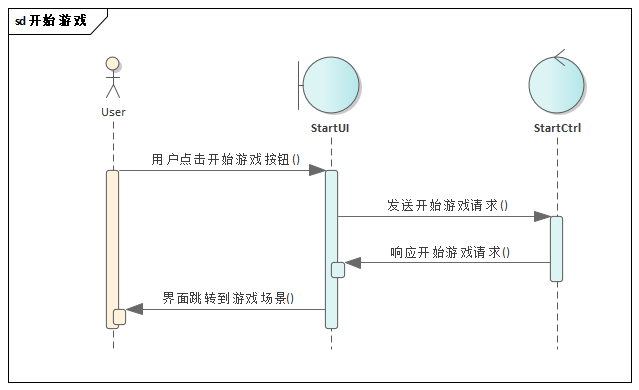 sd 开始游戏
User
StartUI
StartCtrl
用户点击开始游戏按钮()
发送开始游戏请求()
响应开始游戏请求()
界面跳转到游戏场景()